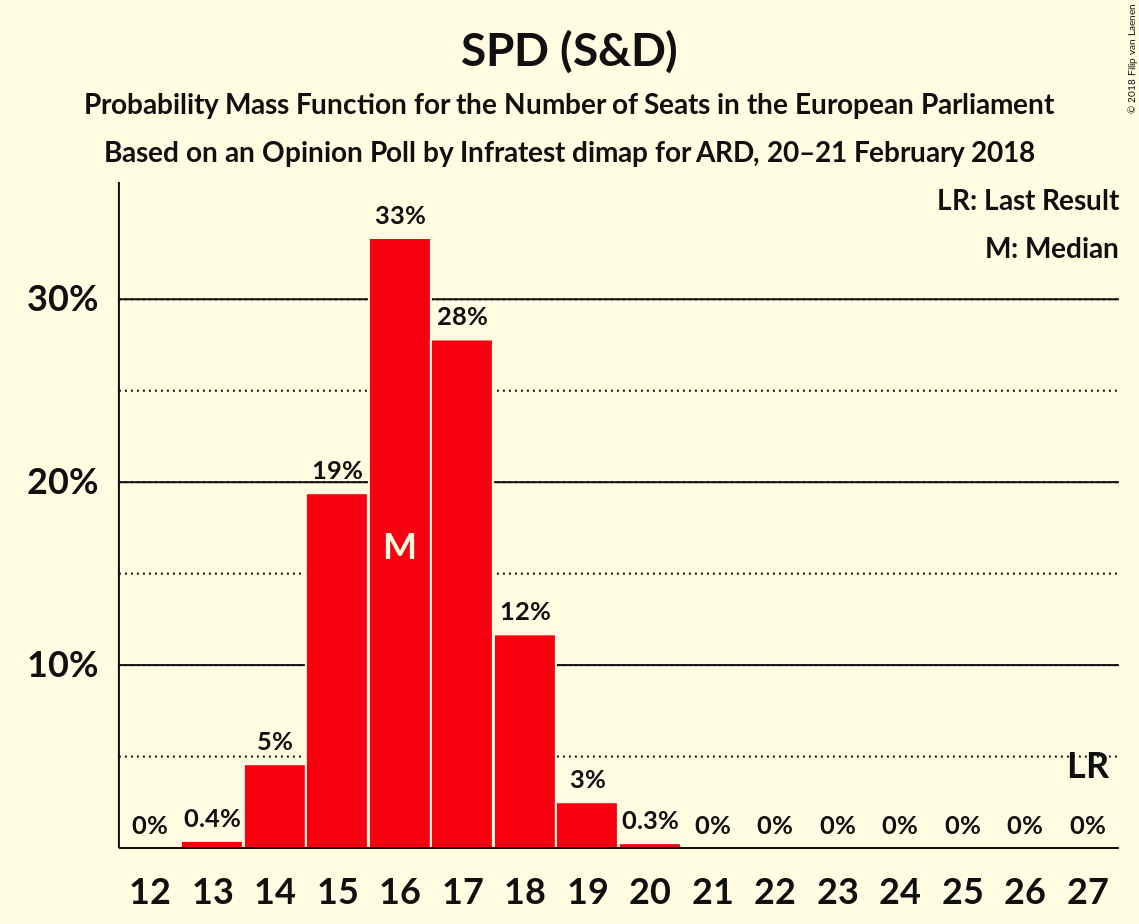 SPD (S&D)
Probability Mass Function for the Number of Seats in the European Parliament
Based on an Opinion Poll by Infratest dimap for ARD, 20–21 February 2018
© 2018 Filip van Laenen
LR: Last Result
M: Median
33%
30%
28%
20%
19%
M
12%
10%
5%
LR
3%
0%
0.4%
0.3%
0%
0%
0%
0%
0%
0%
0%
12 13 14 15 16 17 18 19 20 21 22 23 24 25 26 27